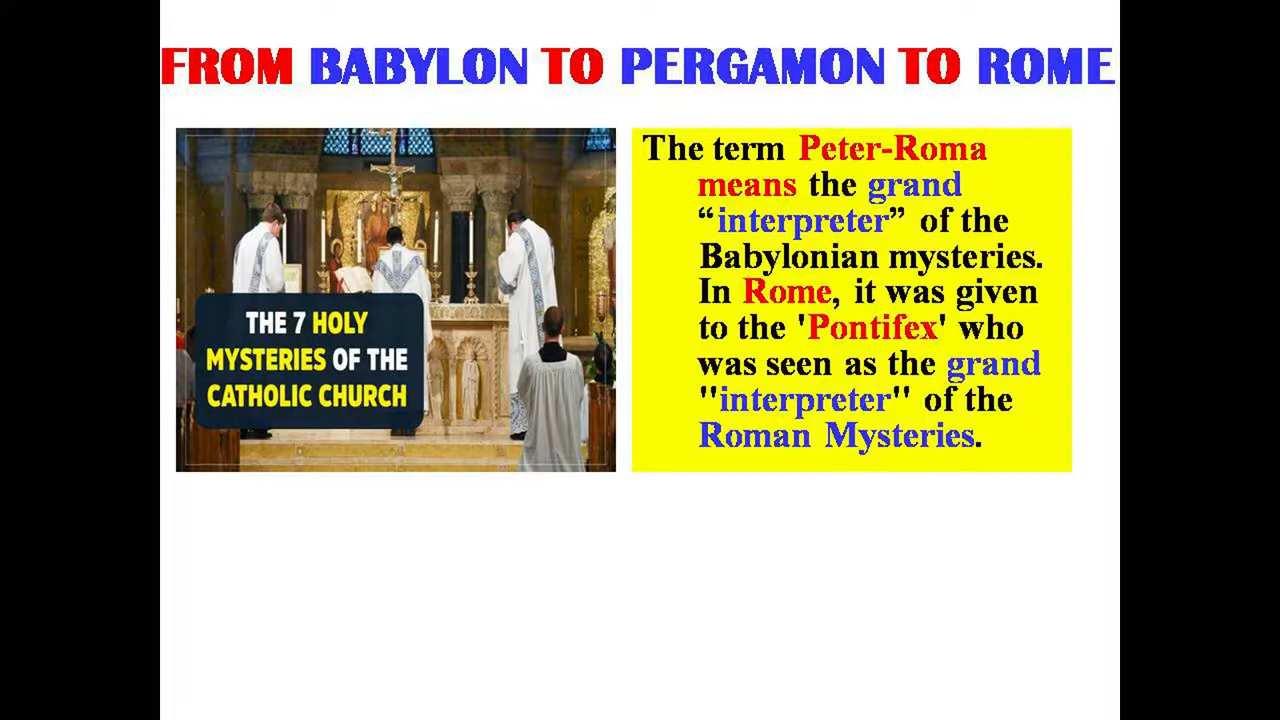 FROM BABYLON TO PERGAMON TO ROME
THE 7 HOLY
MYSTERIES OF THE
CATHOLIC CHURCH
The term Peter-Roma
means the grand
“interpreter” of the
Babylonian mysteries.
In Rome, it was given
to the 'Pontifex' who
was seen as the grand
"interpreter" of the
Roman Mysteries.